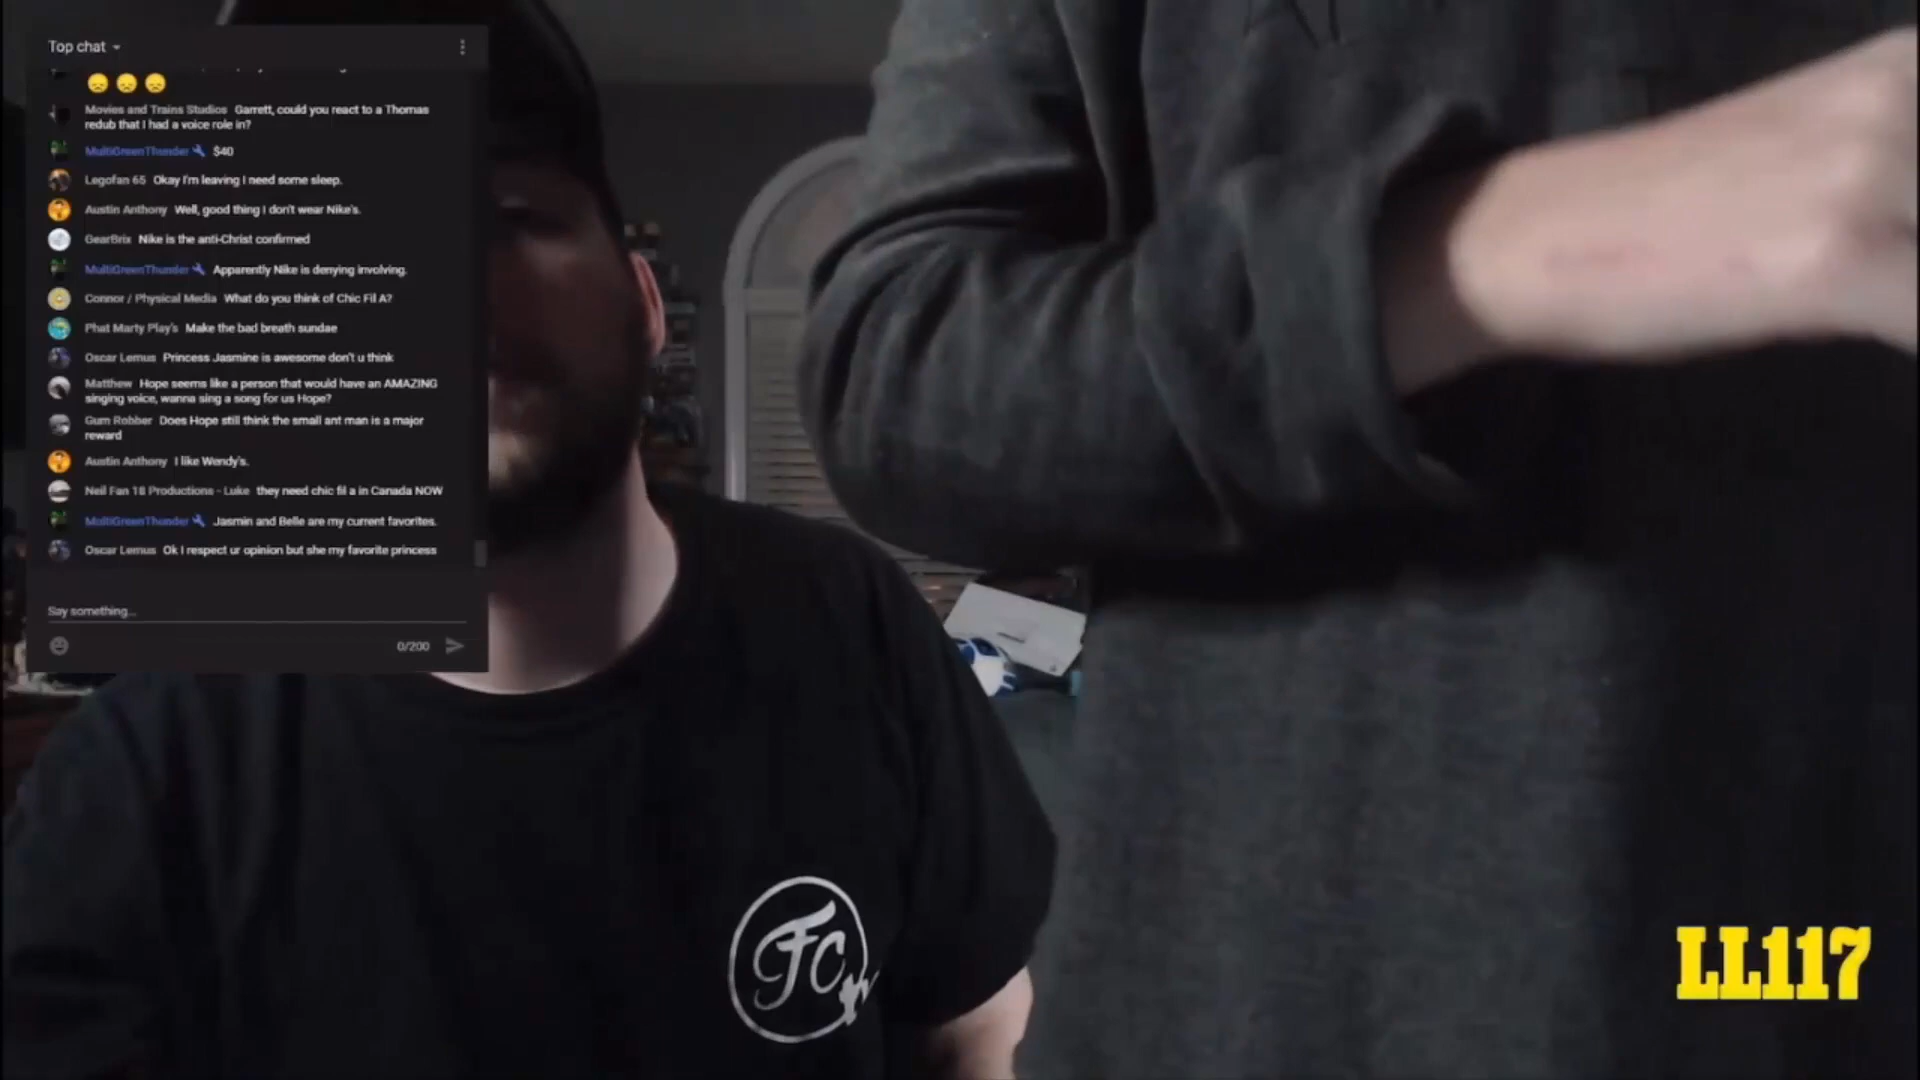 Top chat
Movies and Trains Studios Garrett, could you react to a Thomas
redub that I had a voice role in?
MultiGreenThunder $40
Legofan 65 Okay I'm leaving I need some sleep.
Austin Anthony Well, good thing I don't wear Nike's.
GearBrix Nike is the anti-Christ confirmed
MultiGreenThunder Apparently Nike is denying involving.
Connor / Physical Media What do you think of Chic Fil A?
Phat Marty Play's Make the bad breath sundae
Oscar Lemus Princess Jasmine is awesome don't u think
Matthew Hope seems like a person that would have an AMAZING
singing voice, wanna sing a song for us Hope?
Gum Robber Does Hope still think the small ant man is a major
reward
Austin Anthony I like Wendy's.
Neil Fan 18 Productions - Luke they need chic fil a in Canada NOW
MultiGreenThunder Jasmin and Belle are my current favorites.
Oscar Lemus Ok I respect ur opinion but she my favorite princess
Say something...
0/200
FC
TV
LL117